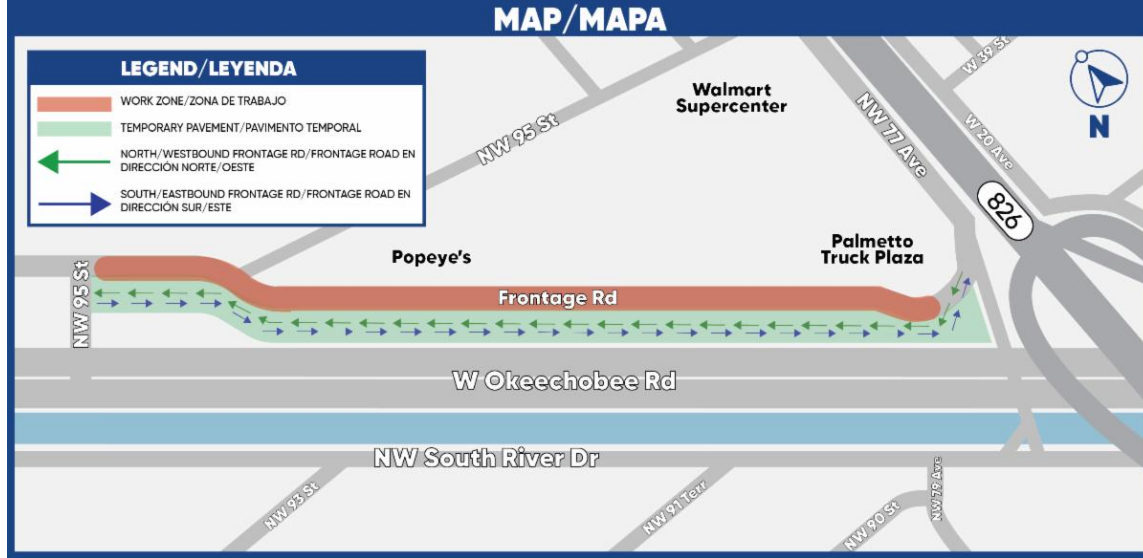 MAP/MAPA
LEGEND/LEYENDA
WORK ZONE/ZONA DE TRABAJO
TEMPORARY PAVEMENT/PAVIMENTO TEMPORAL
NORTH/WESTBOUND FRONTAGE RD/FRONTAGE ROAD EN
DIRECCIÓN NORTE/OESTE
SOUTH/EASTBOUND FRONTAGE RD/FRONTAGE ROAD EN
DIRECCIÓN SUR/ESTE
NW 95 St
Walmart
Supercenter
NW 77 Ave
W 39 St
W 20 Ave
N
826
Popeye's
Palmetto
Truck Plaza
NW 95 St
Frontage Rd
W Okeechobee Rd
NW South River Dr
NW 93 St
NW 91 Terr
NW 90 St
NW 79 Ave